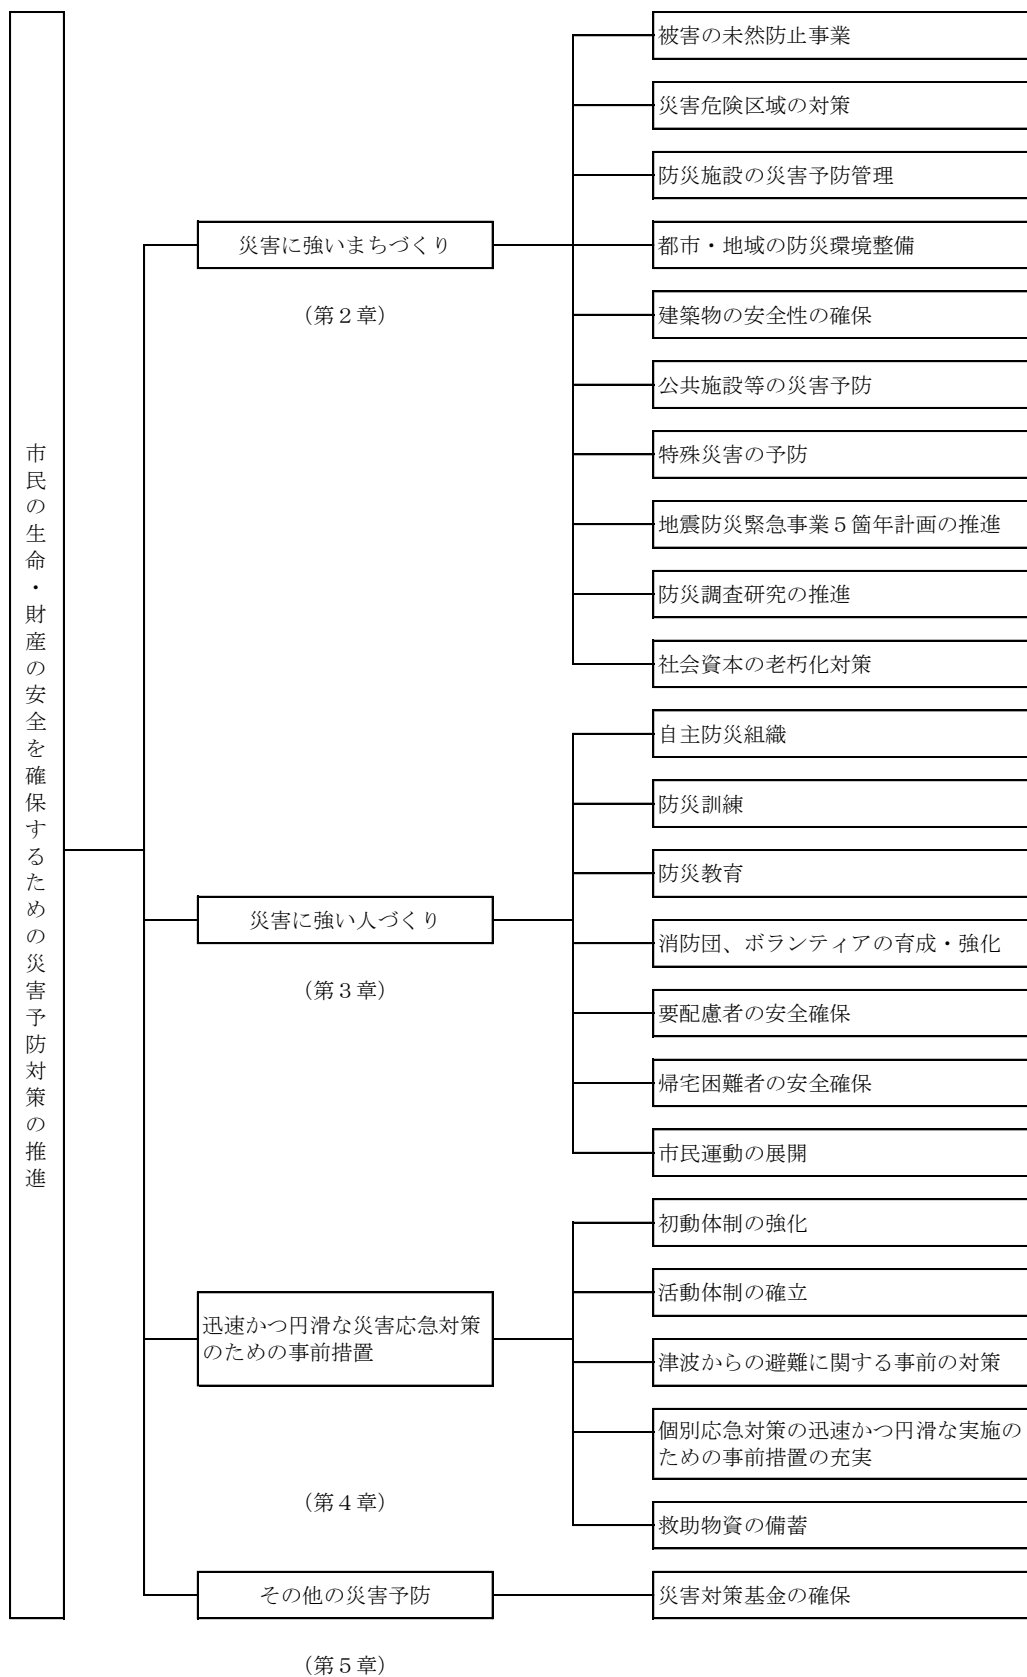 市民の生命・財産の安全を確保するための災害予防対策の推進
災害に強いまちづくり
（第２章）
被害の未然防止事業
災害危険区域の対策
防災施設の災害予防管理
都市・地域の防災環境整備
建築物の安全性の確保
公共施設等の災害予防
特殊災害の予防
地震防災緊急事業５箇年計画の推進
防災調査研究の推進
社会資本の老朽化対策
災害に強い人づくり
（第３章）
自主防災組織
防災訓練
防災教育
消防団、ボランティアの育成・強化
要配慮者の安全確保
帰宅困難者の安全確保
市民運動の展開
迅速かつ円滑な災害応急対策
のための事前措置
（第４章）
初動体制の強化
活動体制の確立
津波からの避難に関する事前の対策
個別応急対策の迅速かつ円滑な実施の
ための事前措置の充実
救助物資の備蓄
その他の災害予防
（第５章）
災害対策基金の確保